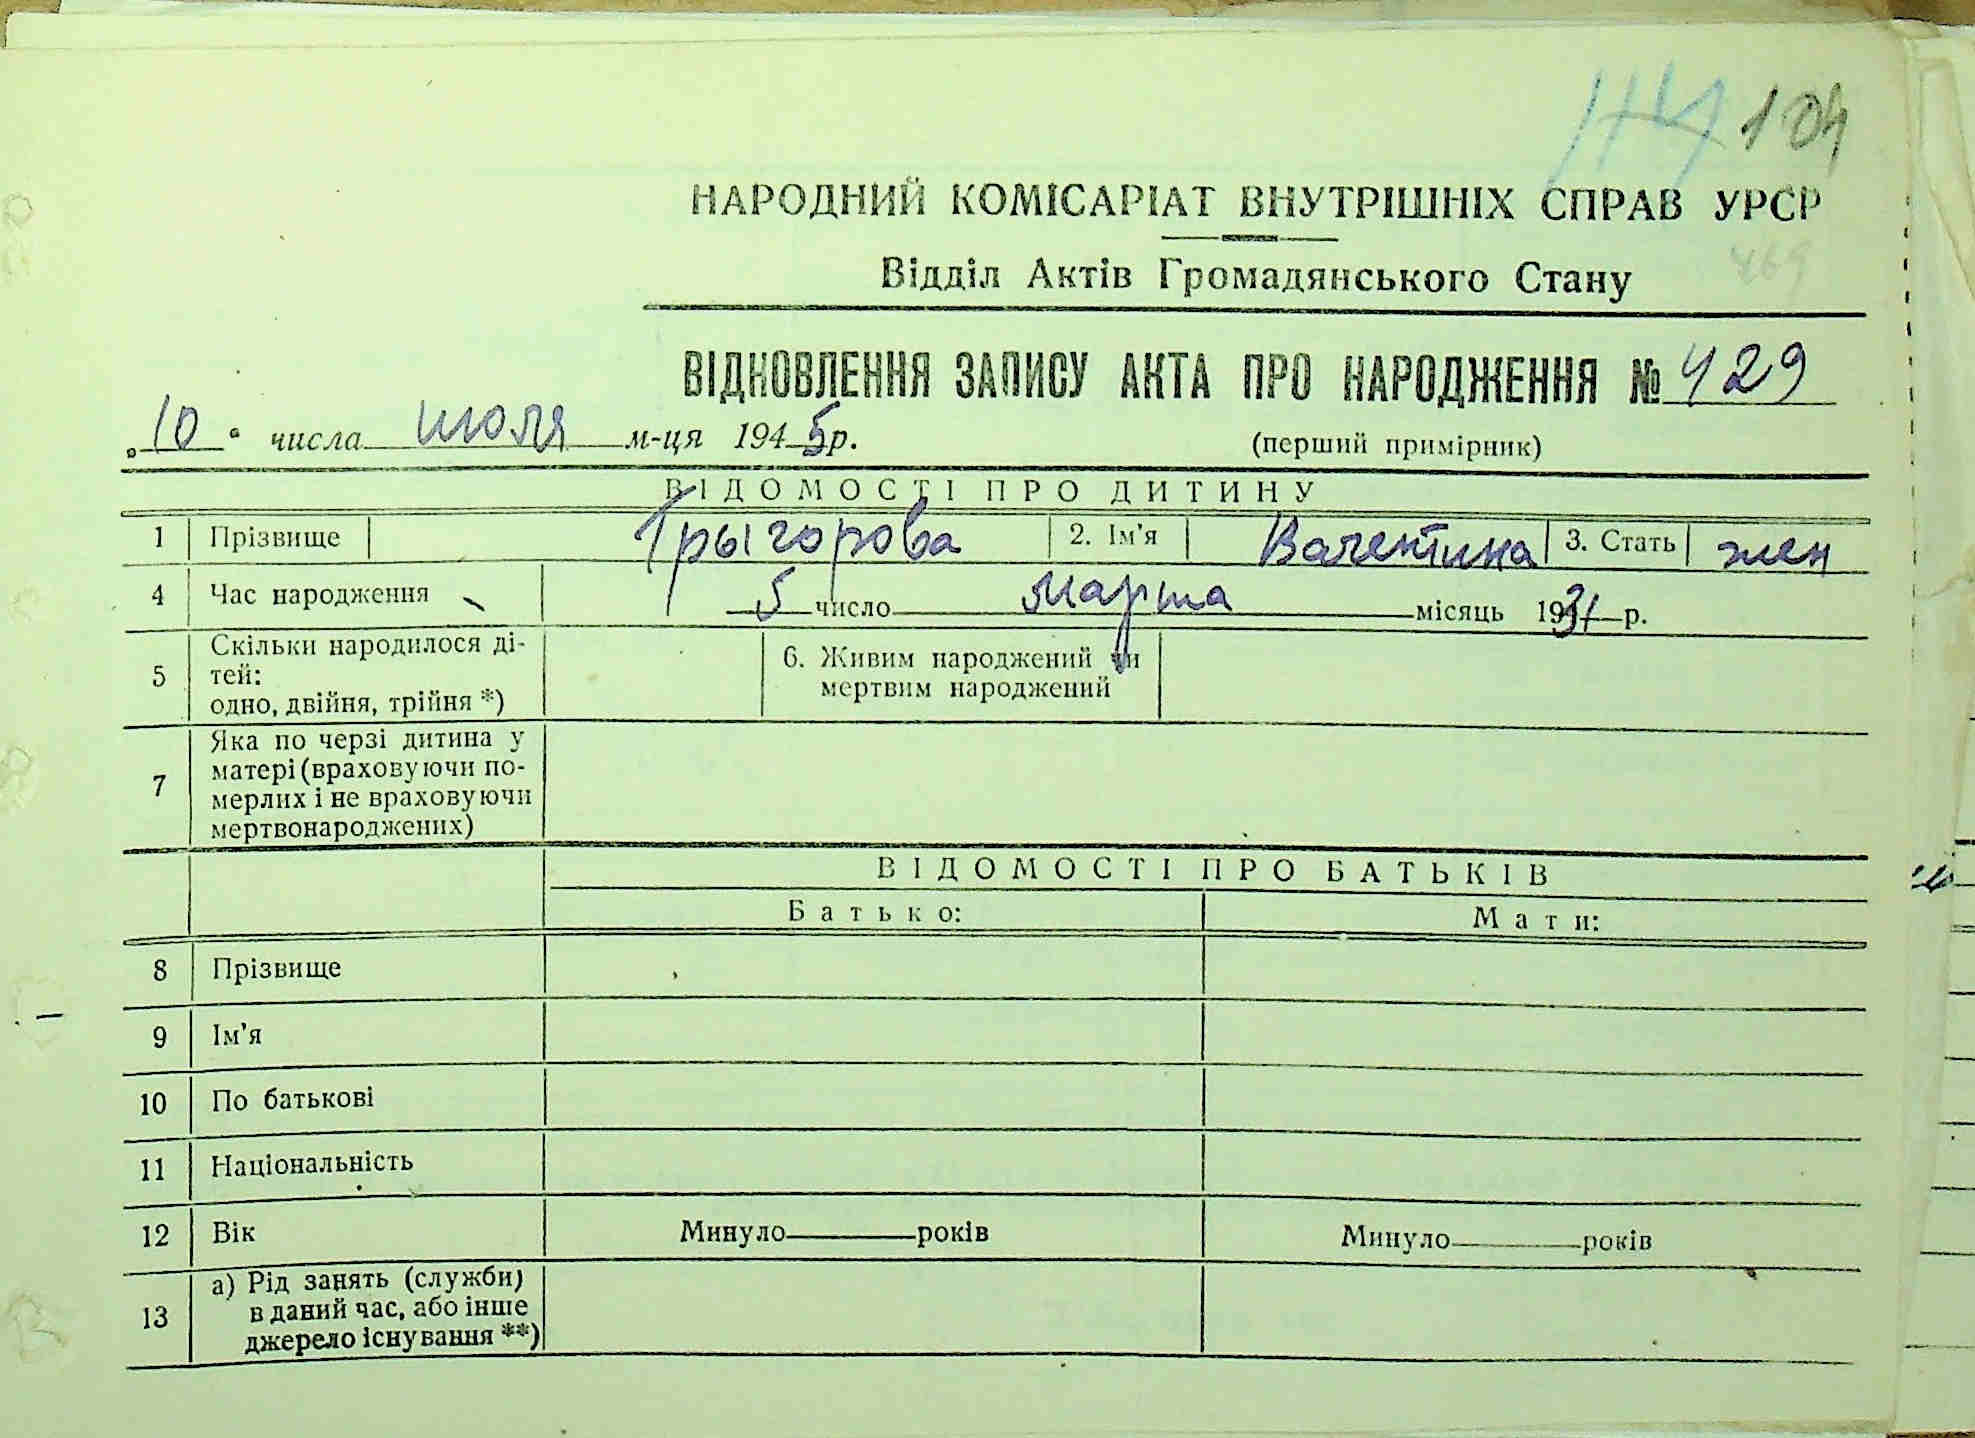 104
НАРОДНИЙ КОМІСАРІАТ ВНУТРІШНІХ СПРАВ УРСР
469
Відділ Актів Громадянського Стану
ВІДНОВЛЕННЯ ЗАПИСУ АКТА ПРО НАРОДЖЕННЯ № 429
„10“ числа июля м-ця 1945 р.
(перший примірник)
ВІДОМОСТІ ПРО ДИТИНУ
1 Прізвище Грыгорова 2. Ім'я Валентина 3. Стать жен
4 Час народження 5 число марта місяць 1931 р.
5 Скільки народилося ді-
тей:
одно, двійня, трійня *)
6. Живим народжений чи
мертвим народжений
7 Яка по черзі дитина у
матері (враховуючи по-
мерлих і не враховуючи
мертвонароджених)
ВІДОМОСТІ ПРО БАТЬКІВ
Батько: Мати:
8 Прізвище
9 Ім'я
10 По батькові
11 Національність
12 Вік Минуло років Минуло років
13 а) Рід занять (служби)
в даний час, або інше
джерело існування **)